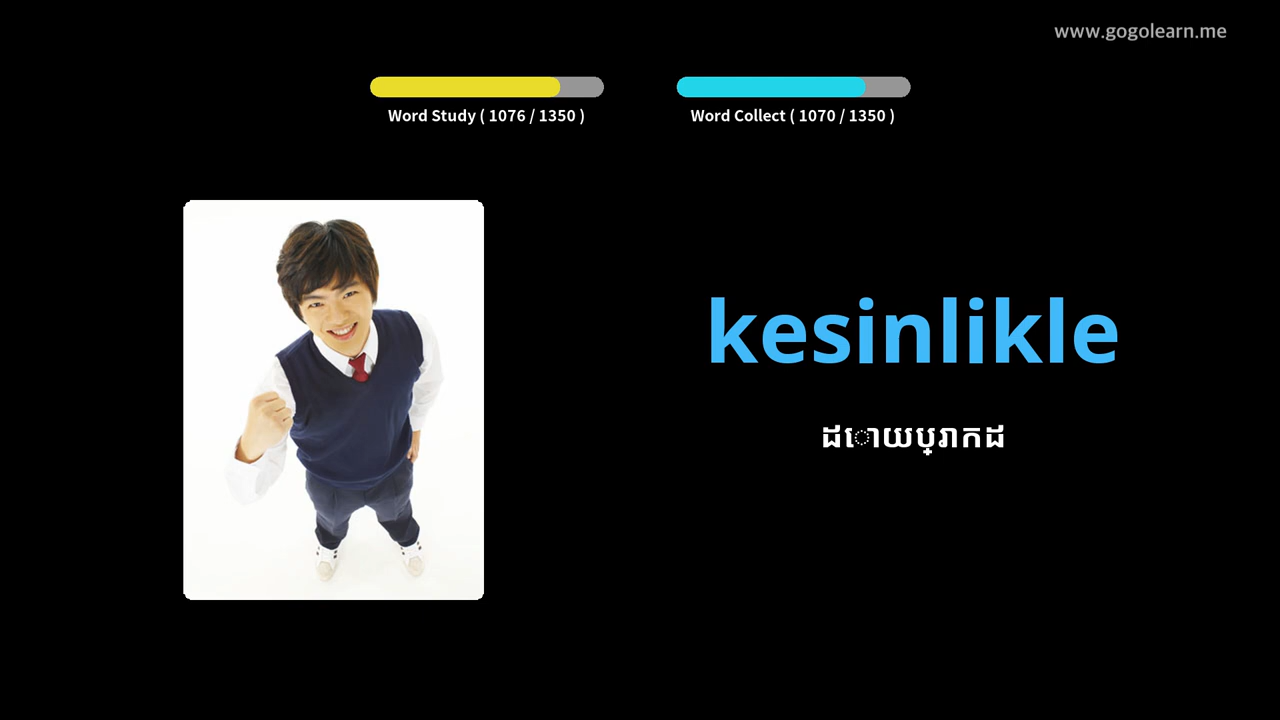 www.gogolearn.me
Word Study ( 1076 / 1350 )
Word Collect ( 1070 / 1350 )
kesinlikle
ដោយប្រាកដ